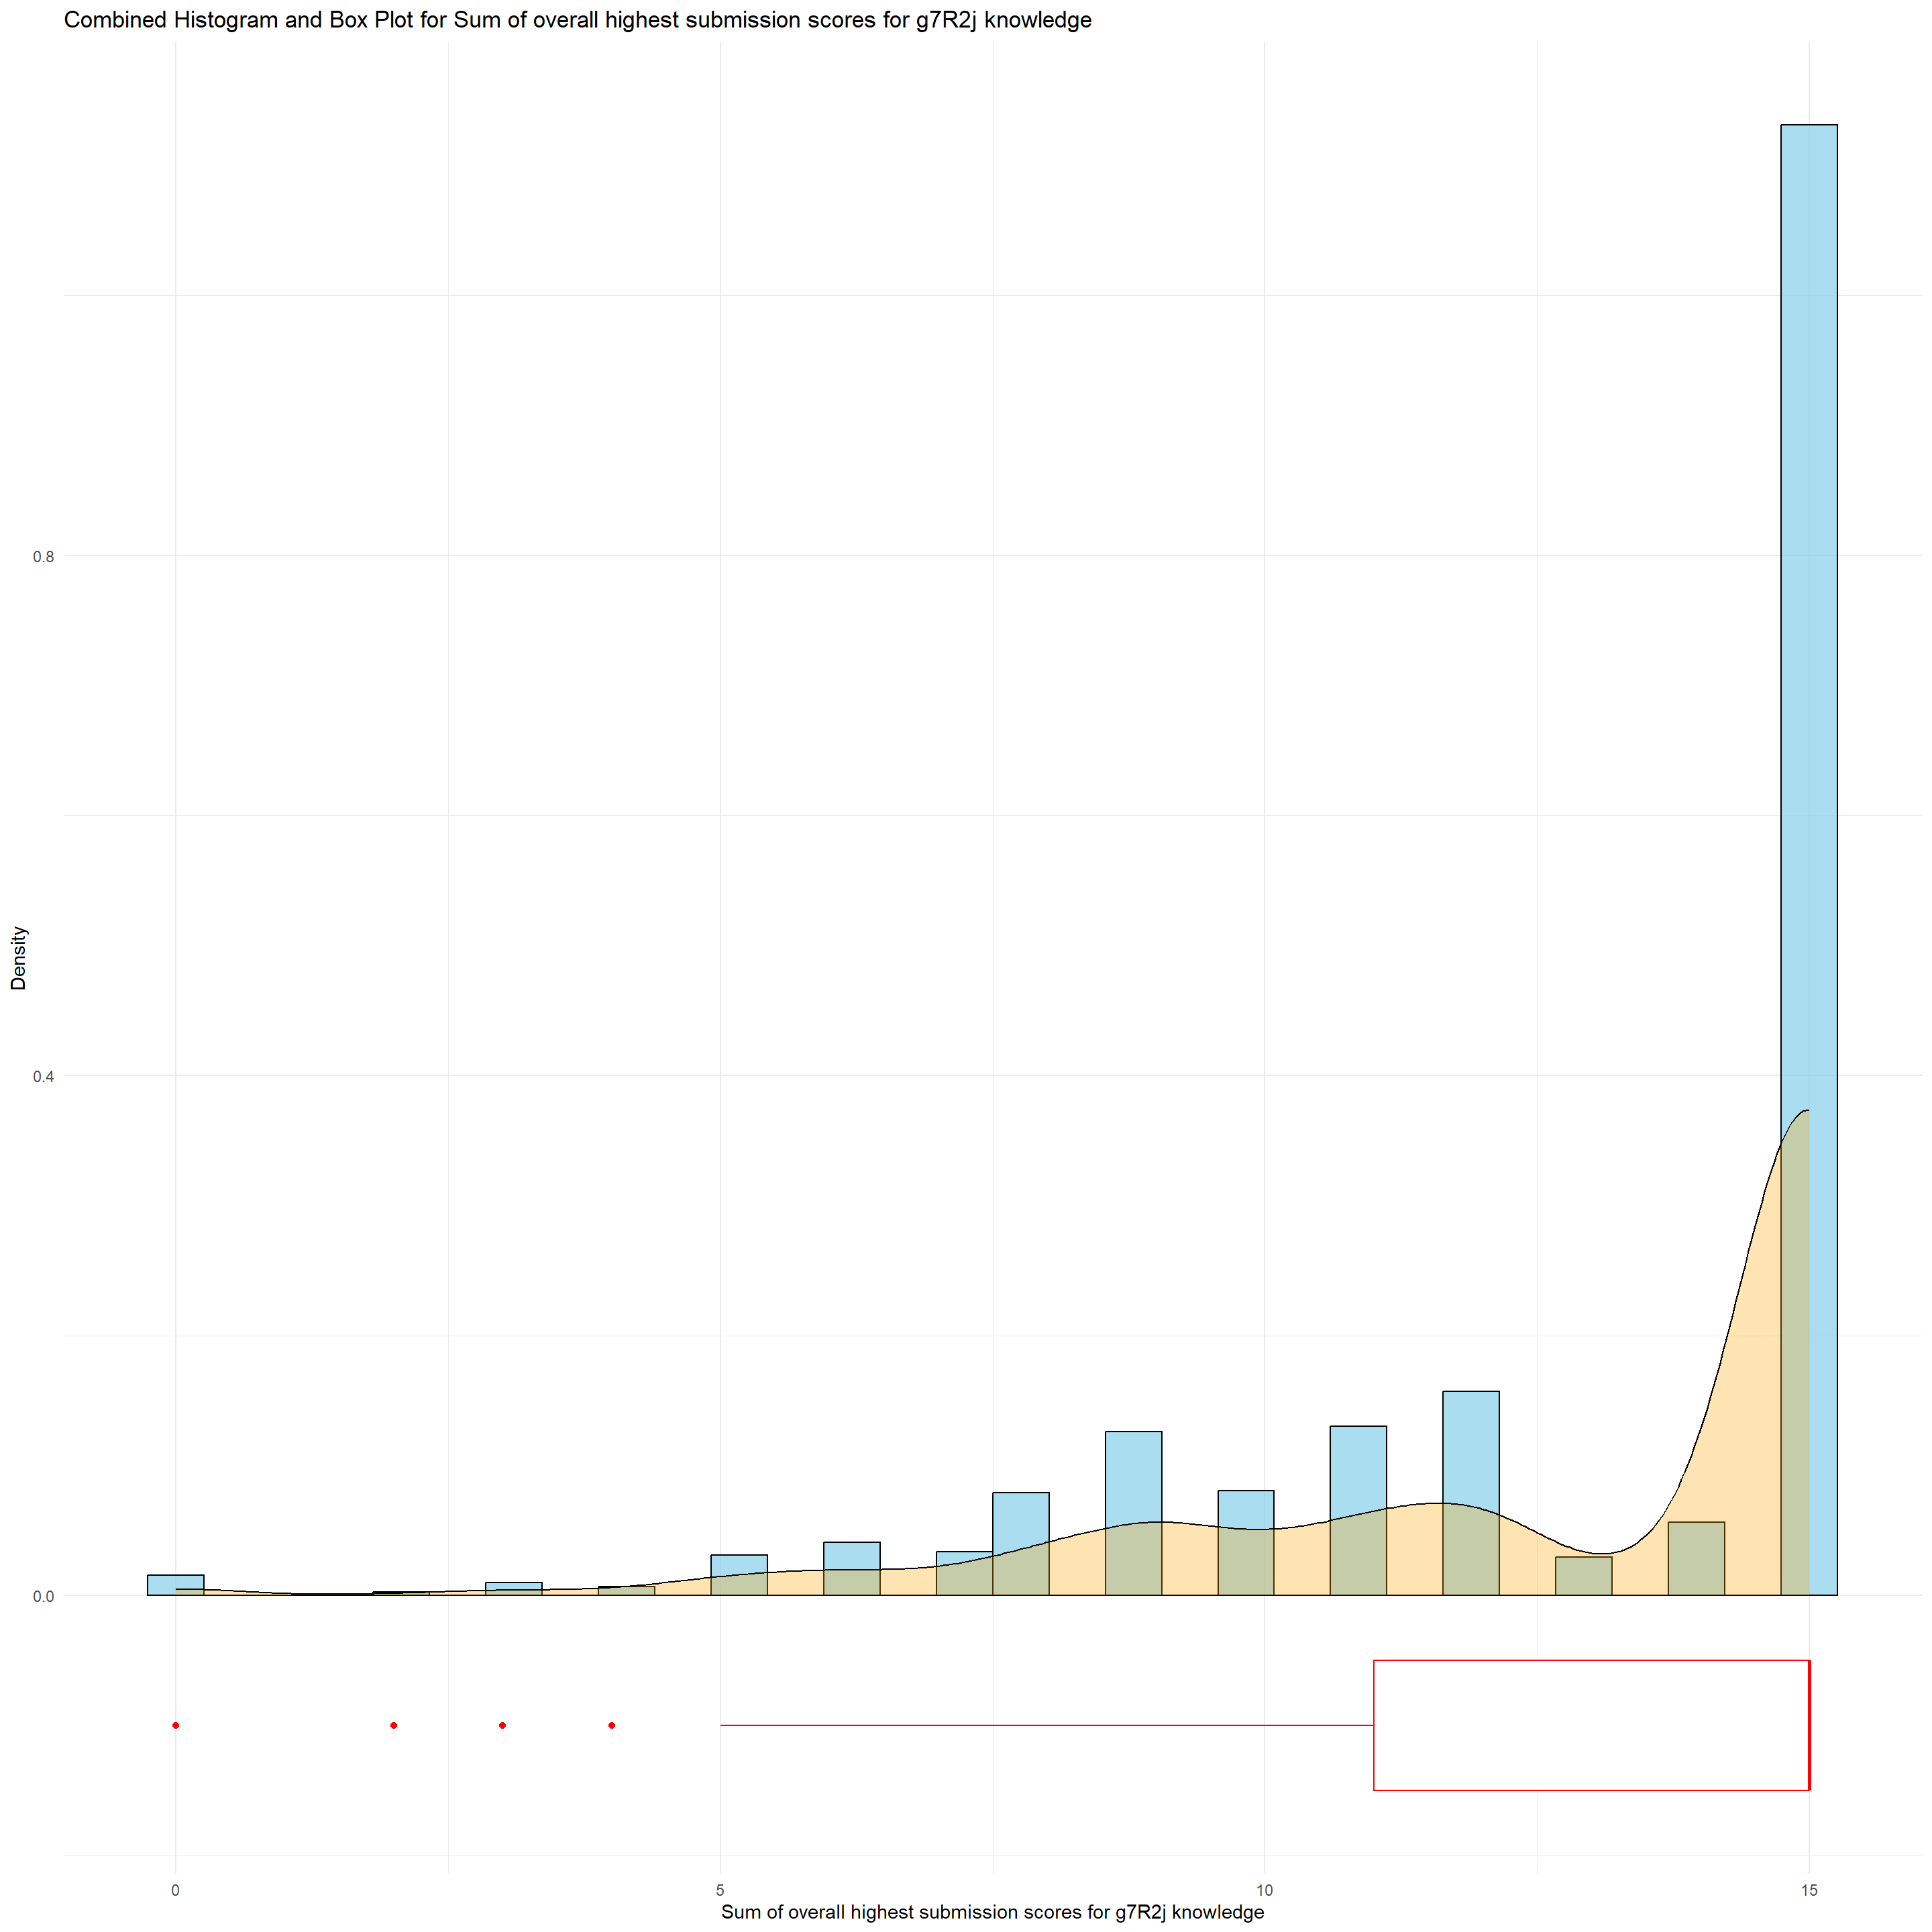 Combined Histogram and Box Plot for Sum of overall highest submission scores for g7R2j knowledge
Density
0.8
0.4
0.0
0
5
10
15
Sum of overall highest submission scores for g7R2j knowledge